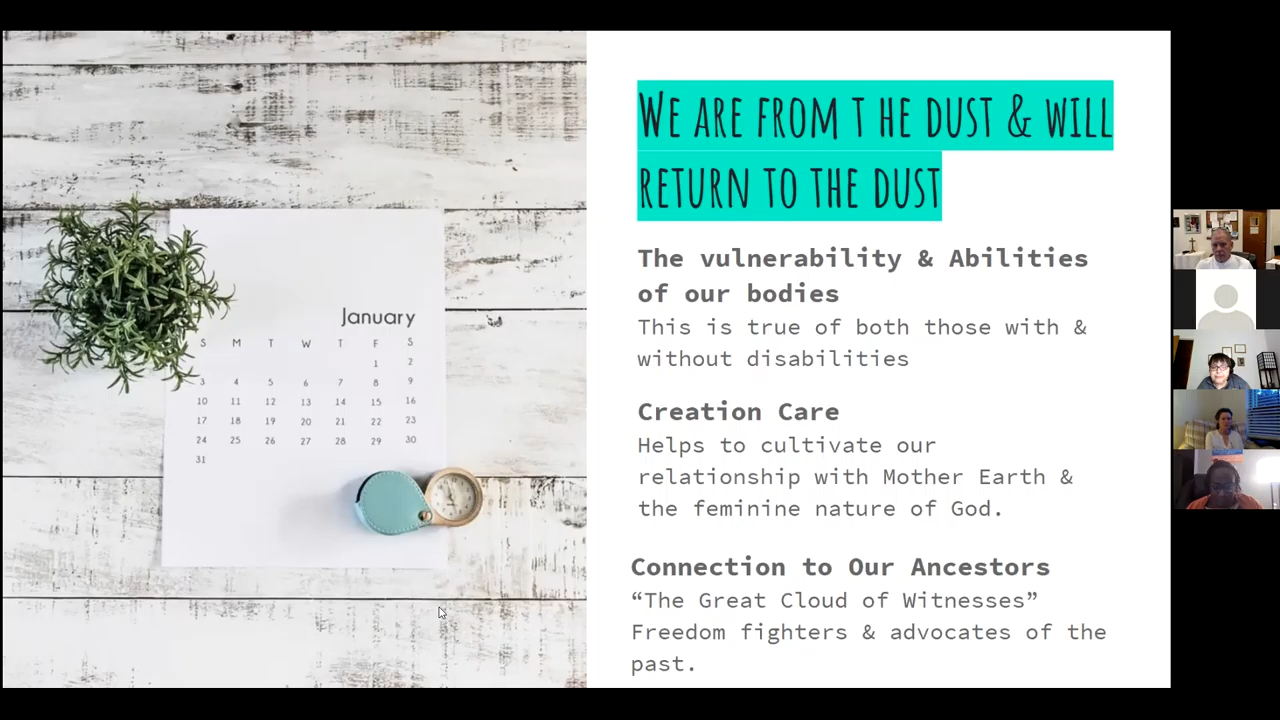 WE ARE FROM T HE DUST & WILL
RETURN TO THE DUST
The vulnerability & Abilities
of our bodies
This is true of both those with &
without disabilities
Creation Care
Helps to cultivate our
relationship with Mother Earth &
the feminine nature of God.
Connection to Our Ancestors
“The Great Cloud of Witnesses”
Freedom fighters & advocates of the
past.
January
S M T W T F S
1 2
3 4 5 6 7 8 9
10 11 12 13 14 15 16
17 18 19 20 21 22 23
24 25 26 27 28 29 30
31